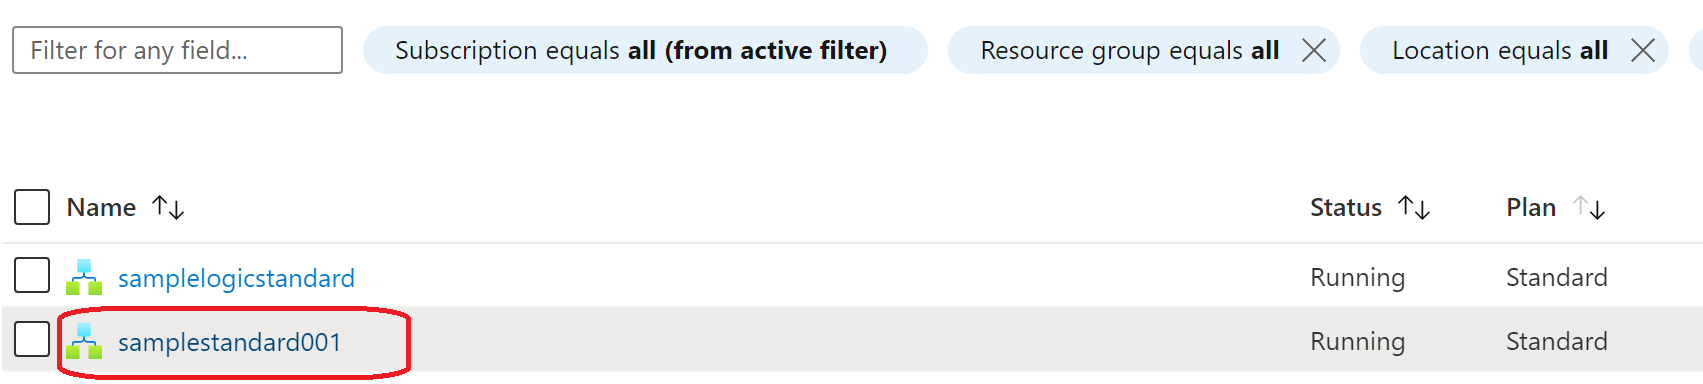 Filter for any field... Subscription equals all (from active filter) Resource group equals all Location equals all
Name Status Plan
samplelogicstandard Running Standard
samplestandard001 Running Standard